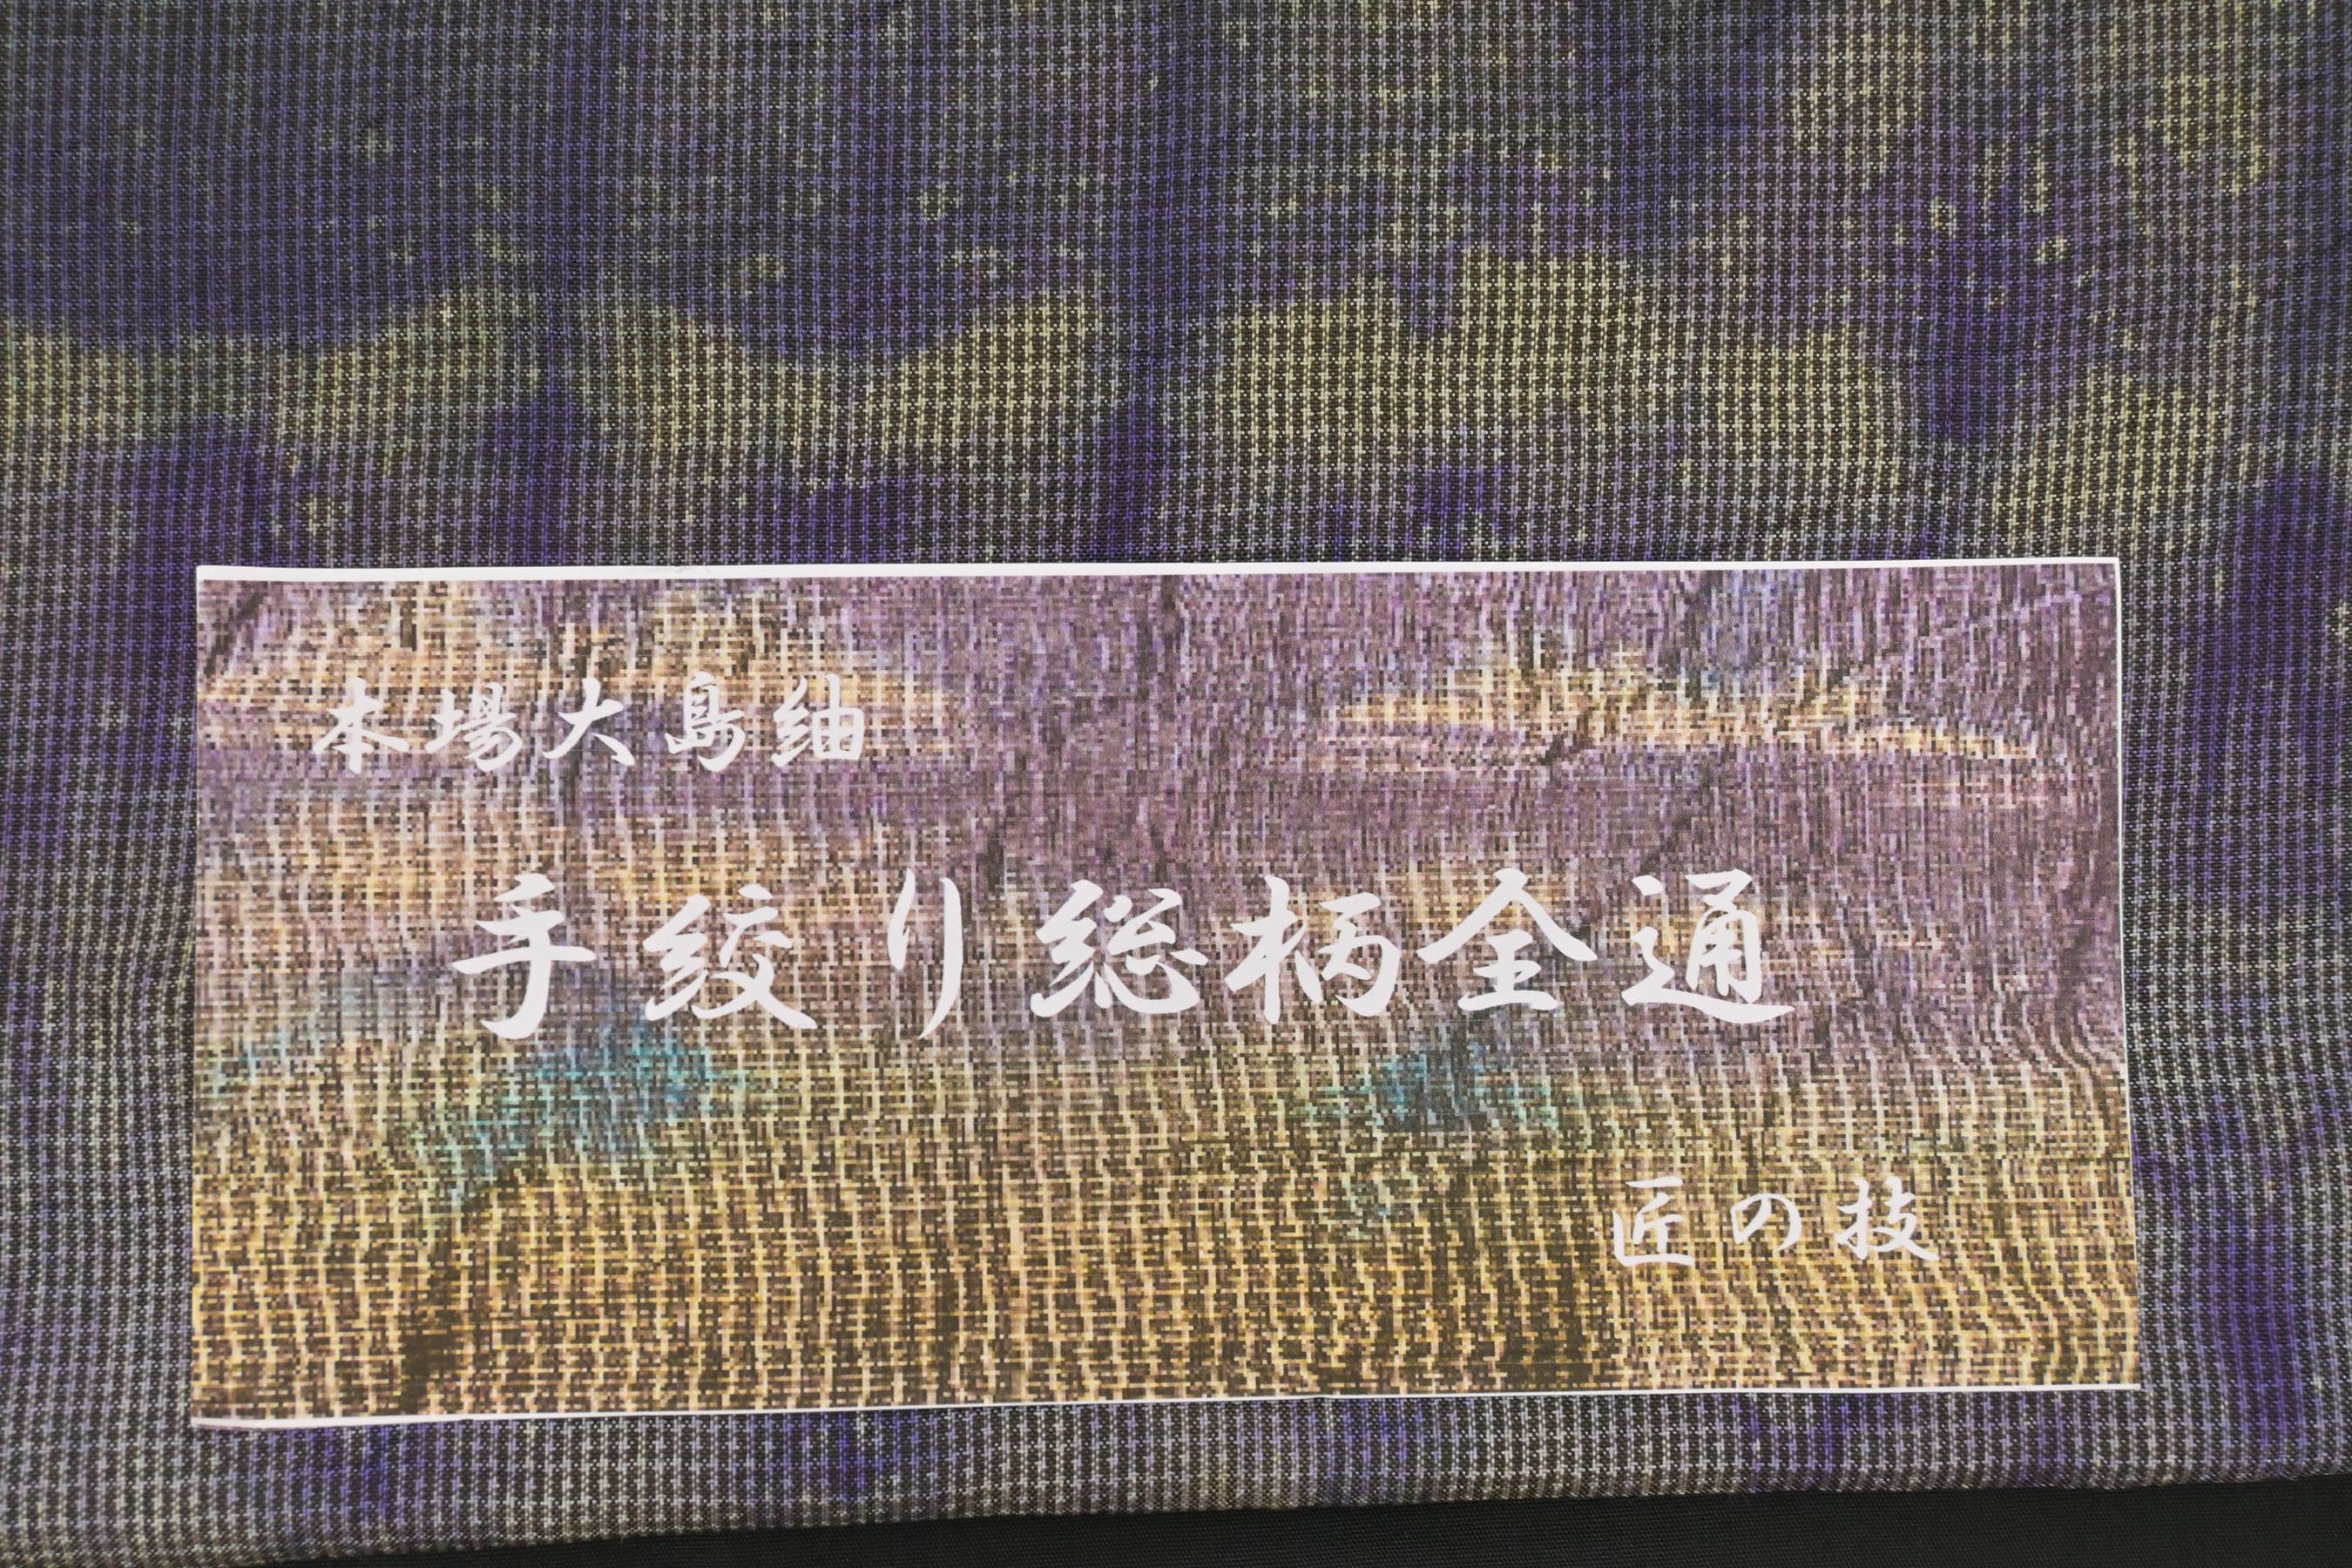 本場大島紬
手絞り総柄全通
匠の技